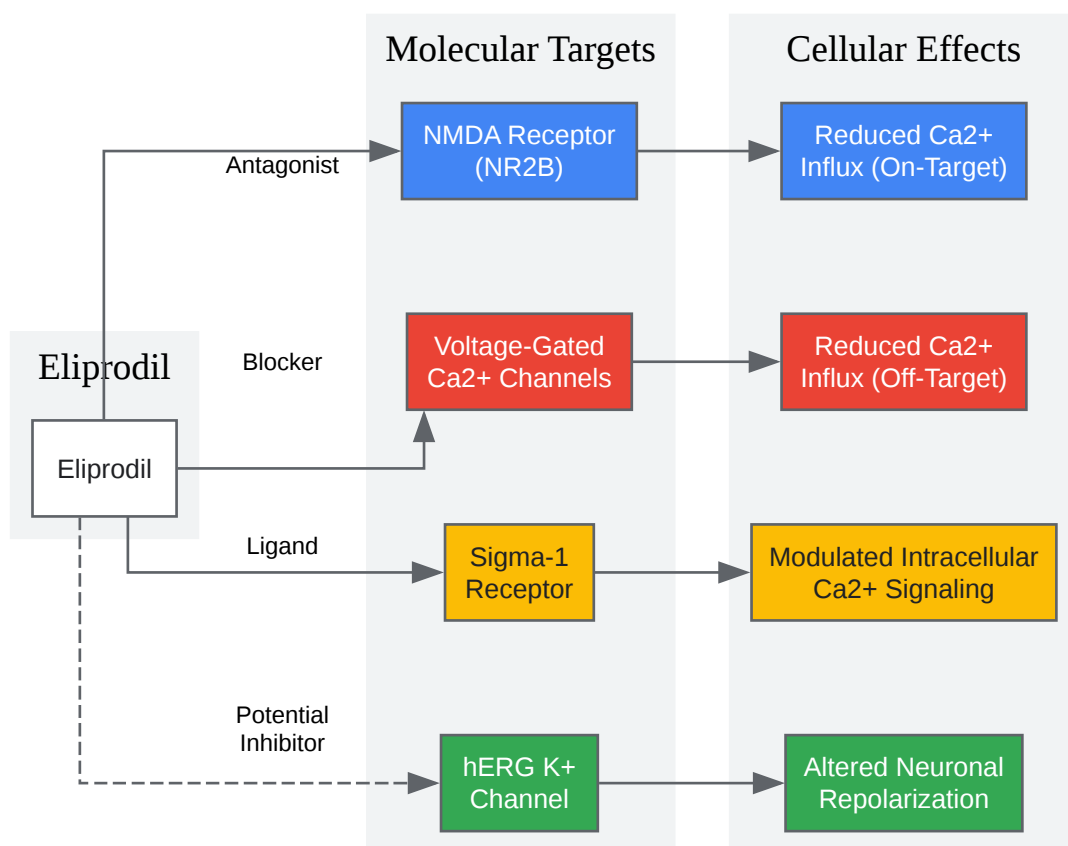 Molecular Targets
Cellular Effects
Antagonist
NMDA Receptor
(NR2B)
Reduced Ca2+
Influx (On-Target)
Eliprodil
Blocker
Voltage-Gated
Ca2+ Channels
Reduced Ca2+
Influx (Off-Target)
Eliprodil
Ligand
Sigma-1
Receptor
Modulated Intracellular
Ca2+ Signaling
Potential
Inhibitor
hERG K+
Channel
Altered Neuronal
Repolarization